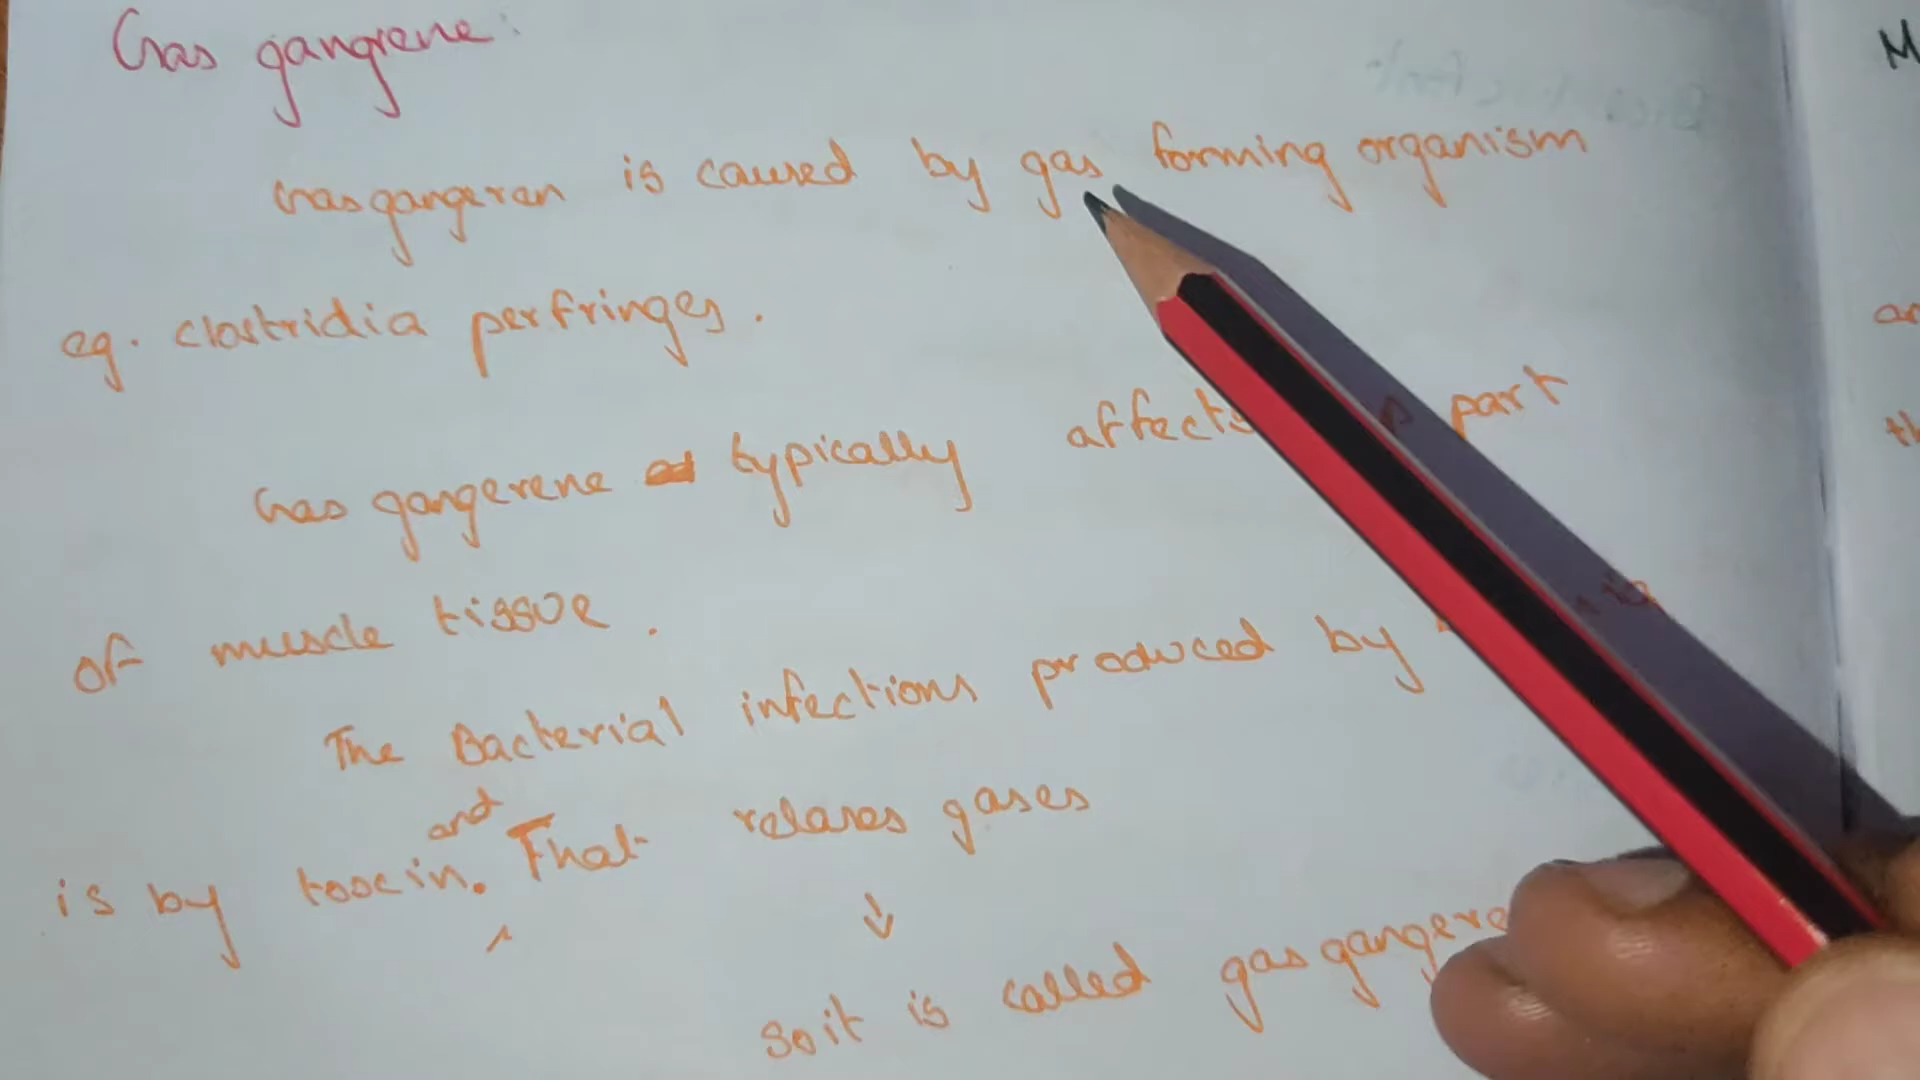 Gas gangrene:
Gas gangeran is caused by gas forming organism
eg. clostridia perfringes.
Gas gangerene typically affects part
of muscle tissue.
The Bacterial infections produced by
and
is by toxin. That relases gases
↓
so it is called gas gangere
M
an
th